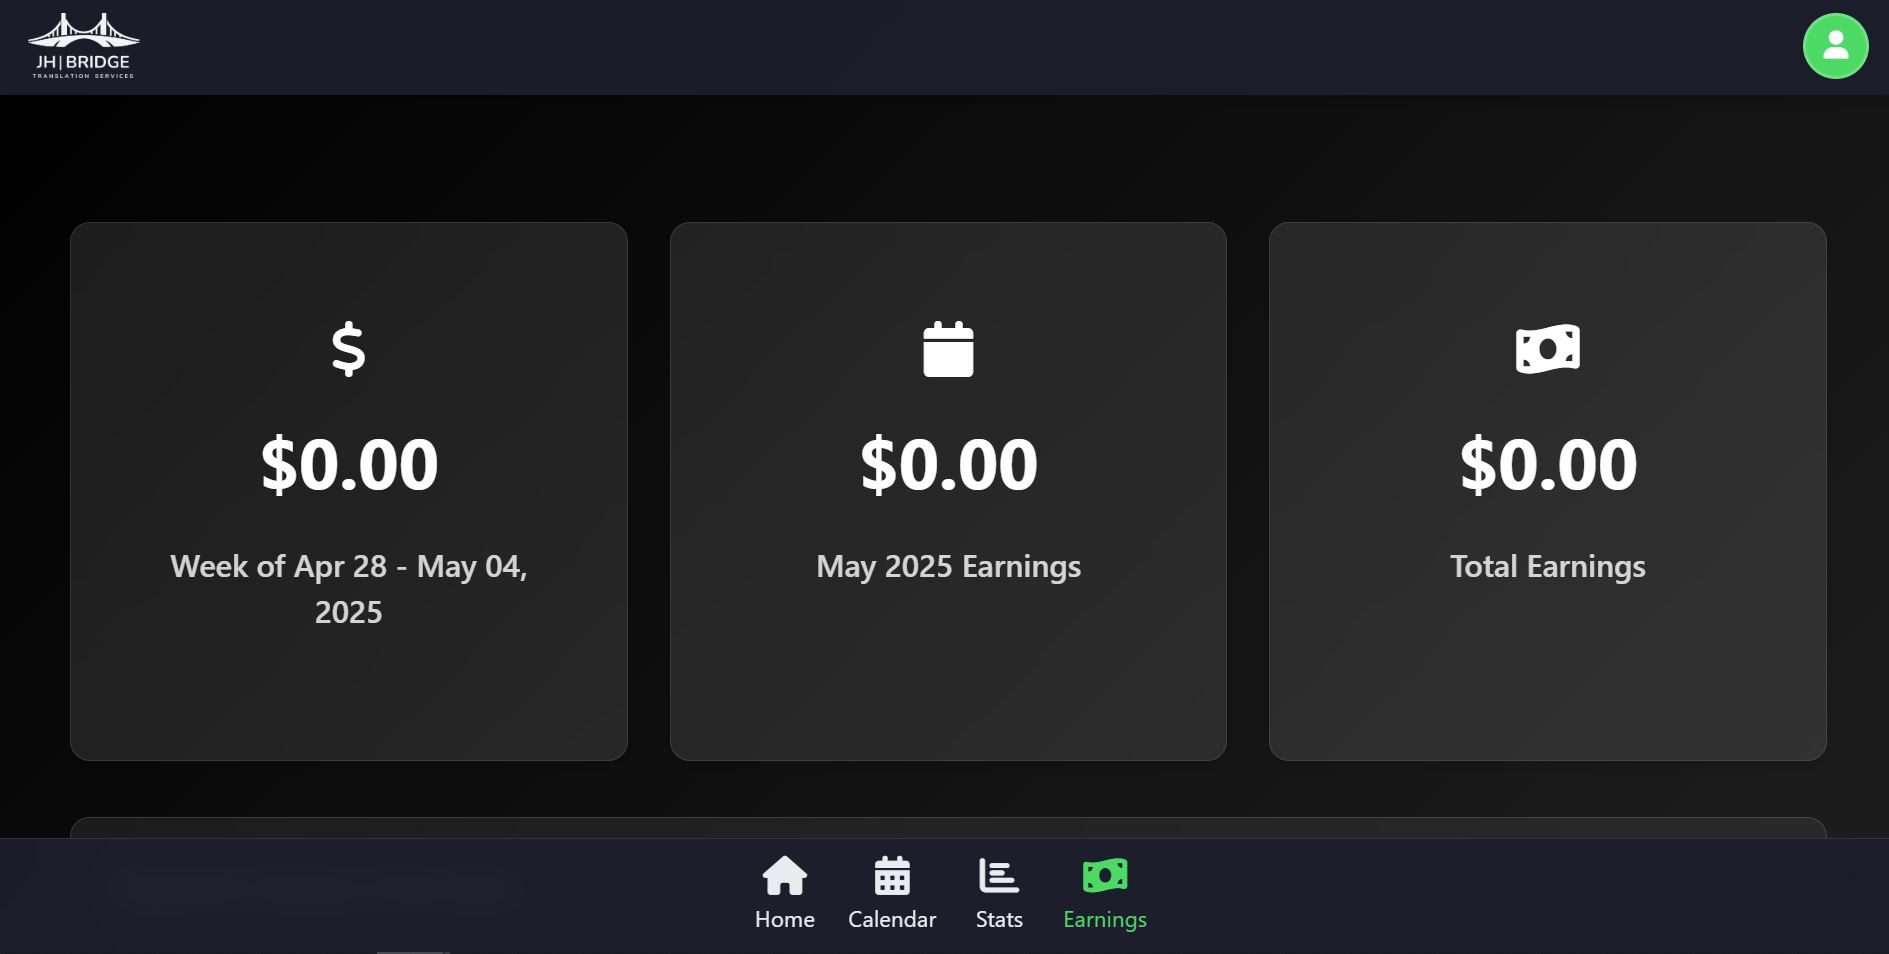 JH|BRIDGE
TRANSLATION SERVICES
$0.00
Week of Apr 28 - May 04,
2025
$0.00
May 2025 Earnings
$0.00
Total Earnings
Home
Calendar
Stats
Earnings